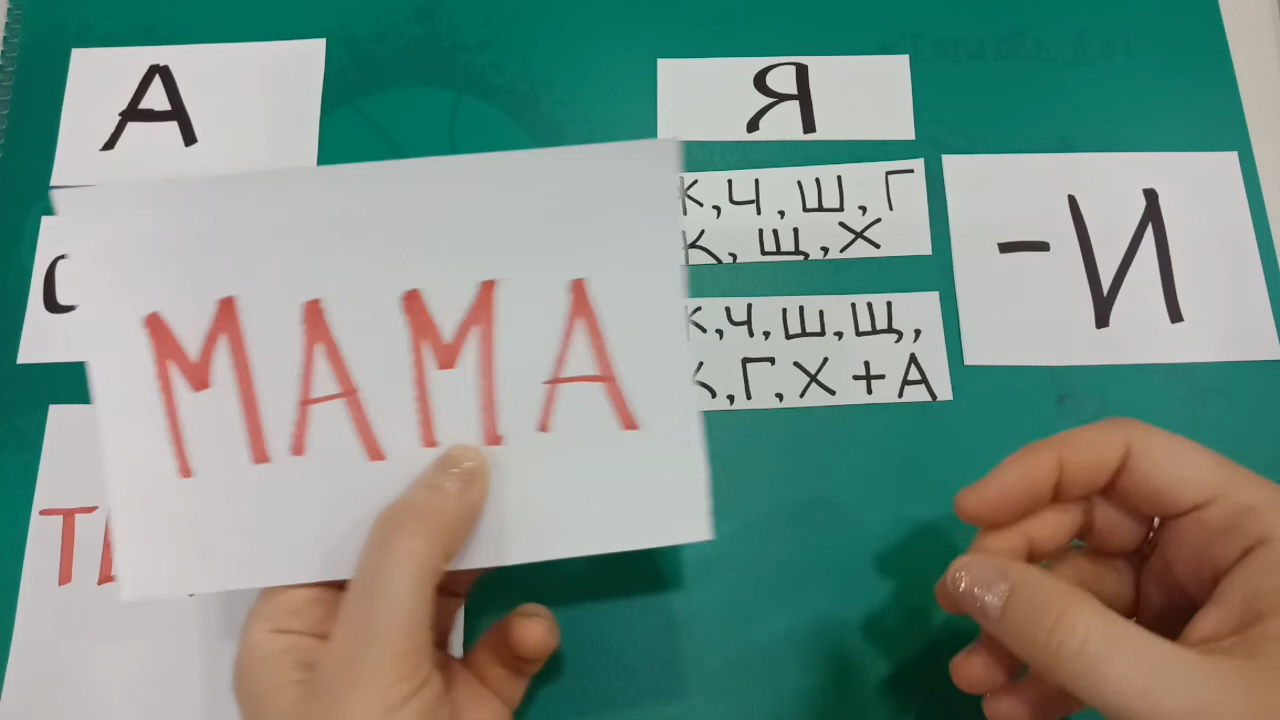 А
Я
К,Ч,Ш,Г
К,Щ,Х
-И
МАМА
К,Ч,Ш,Щ,
Г,Х+А